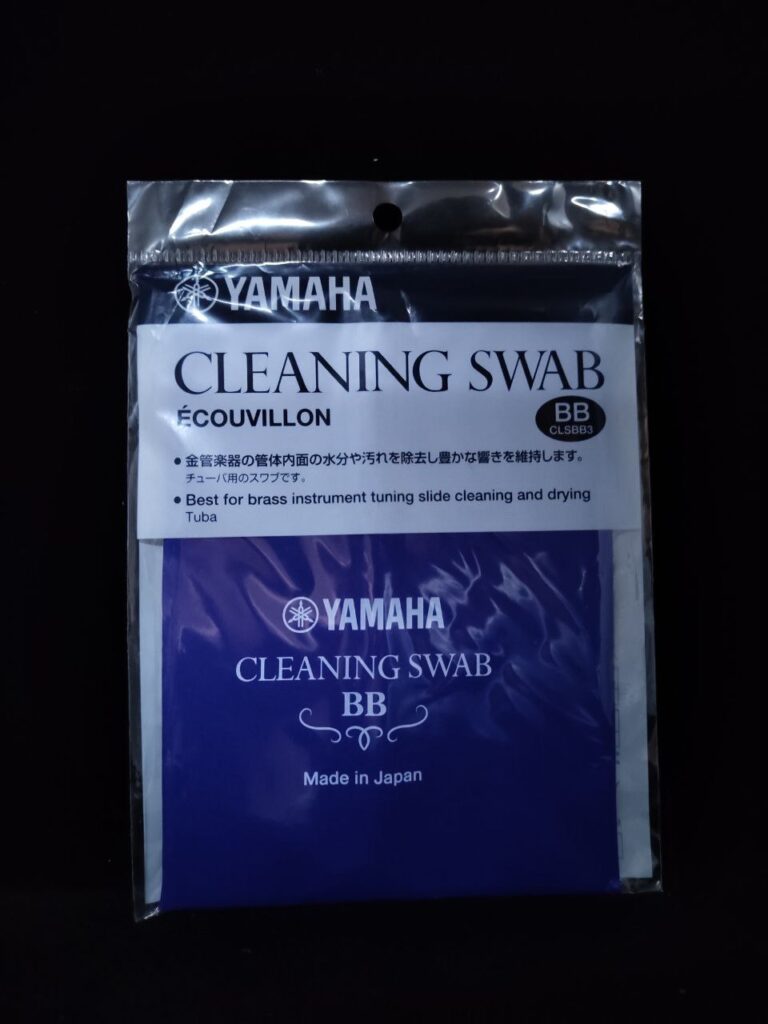 YAMAHA
CLEANING SWAB
ÉCOUVILLON
BB
CLSBB3
● 金管楽器の管体内面の水分や汚れを除去し豊かな響きを維持します。
チューバ用のスワブです。
● Best for brass instrument tuning slide cleaning and drying
Tuba
YAMAHA
CLEANING SWAB
BB
Made in Japan